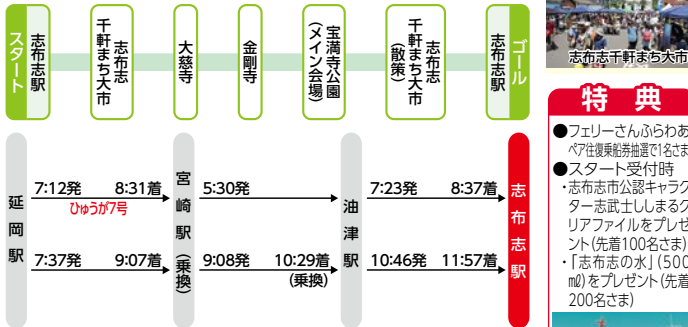 スタート
志布志駅
志布志
千軒まち大市
大慈寺
金剛寺
宝満寺公園
(メイン会場)
志布志
千軒まち大市
(散策)
志布志駅
ゴール
延岡駅
7:12発 8:31着
ひゅうが7号
7:37発 9:07着
宮崎駅(乗換)
5:30発
9:08発 10:29着
(乗換)
油津駅
7:23発 8:37着
10:46発 11:57着
志布志駅
志布志千軒まち大市
特典
●フェリーさんふらわあ
ペア往復乗船券抽選で1名さま
●スタート受付時
・志布志市公認キャラク
ター志武士ししまるク
リアファイルをプレゼ
ント(先着100名さま)
・「志布志の水」(500
㎖)をプレゼント(先着
200名さま)